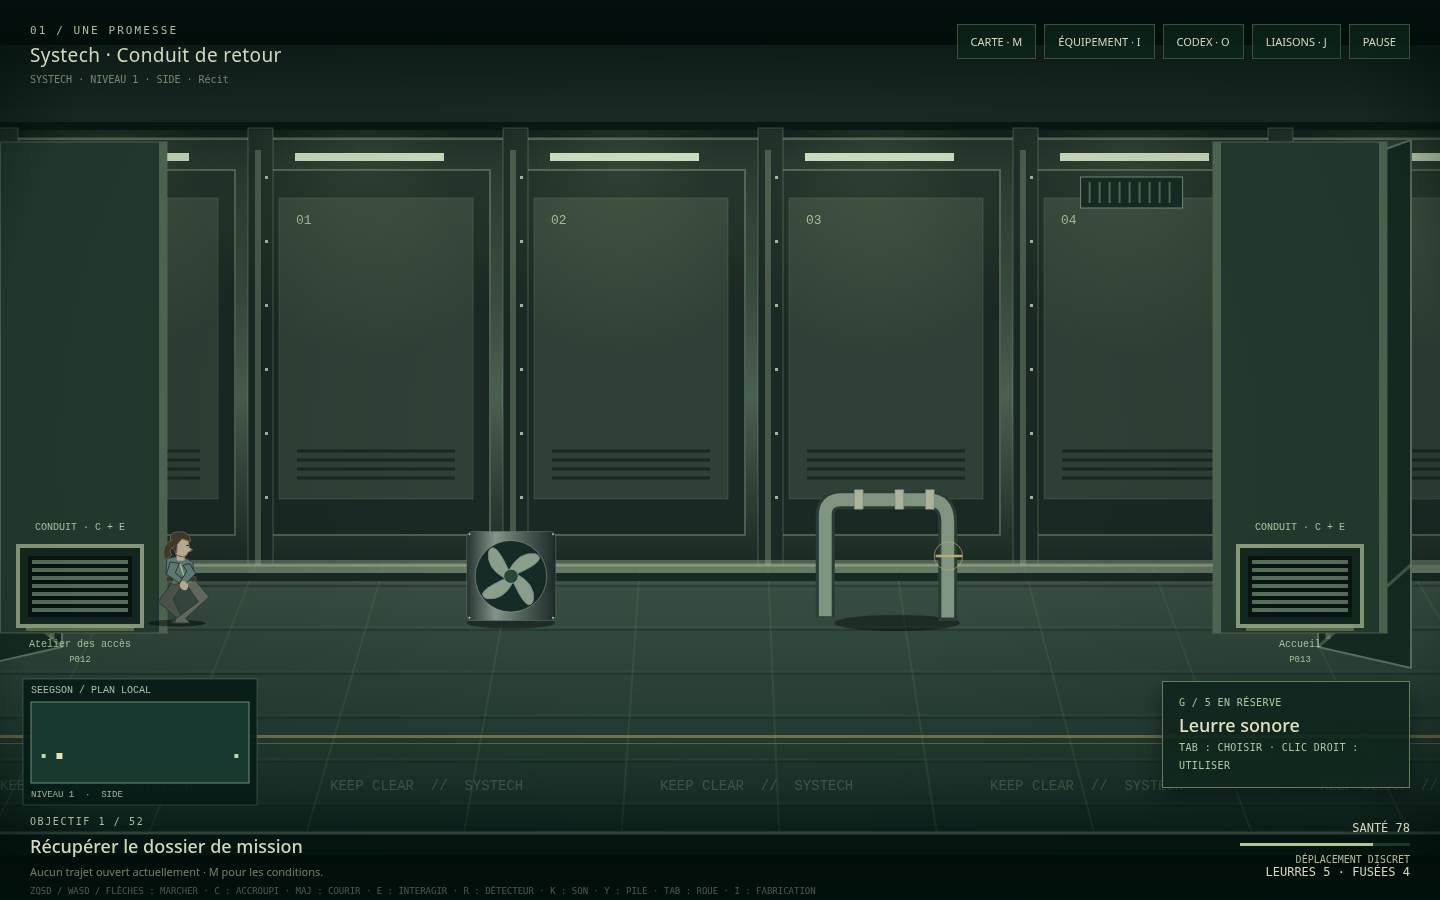 01 / UNE PROMESSE
Systech · Conduit de retour
SYSTECH · NIVEAU 1 · SIDE · Récit
CARTE · M
ÉQUIPEMENT · I
CODEX · O
LIAISONS · J
PAUSE
01
02
03
04
CONDUIT · C + E
Atelier des accès
P012
CONDUIT · C + E
Accueil
P013
SEEGSON / PLAN LOCAL
NIVEAU 1 · SIDE
G / 5 EN RÉSERVE
Leurre sonore
TAB : CHOISIR · CLIC DROIT :
UTILISER
KEEP CLEAR // SYSTECH
KEEP CLEAR // SYSTECH
KEEP CLEAR // SYSTECH
OBJECTIF 1 / 52
Récupérer le dossier de mission
Aucun trajet ouvert actuellement · M pour les conditions.
ZQSD / WASD / FLÈCHES : MARCHER · C : ACCROUPI · MAJ : COURIR · E : INTERAGIR · R : DÉTECTEUR · K : SON · Y : PILE · TAB : ROUE · I : FABRICATION
SANTÉ 78
DÉPLACEMENT DISCRET
LEURRES 5 · FUSÉES 4